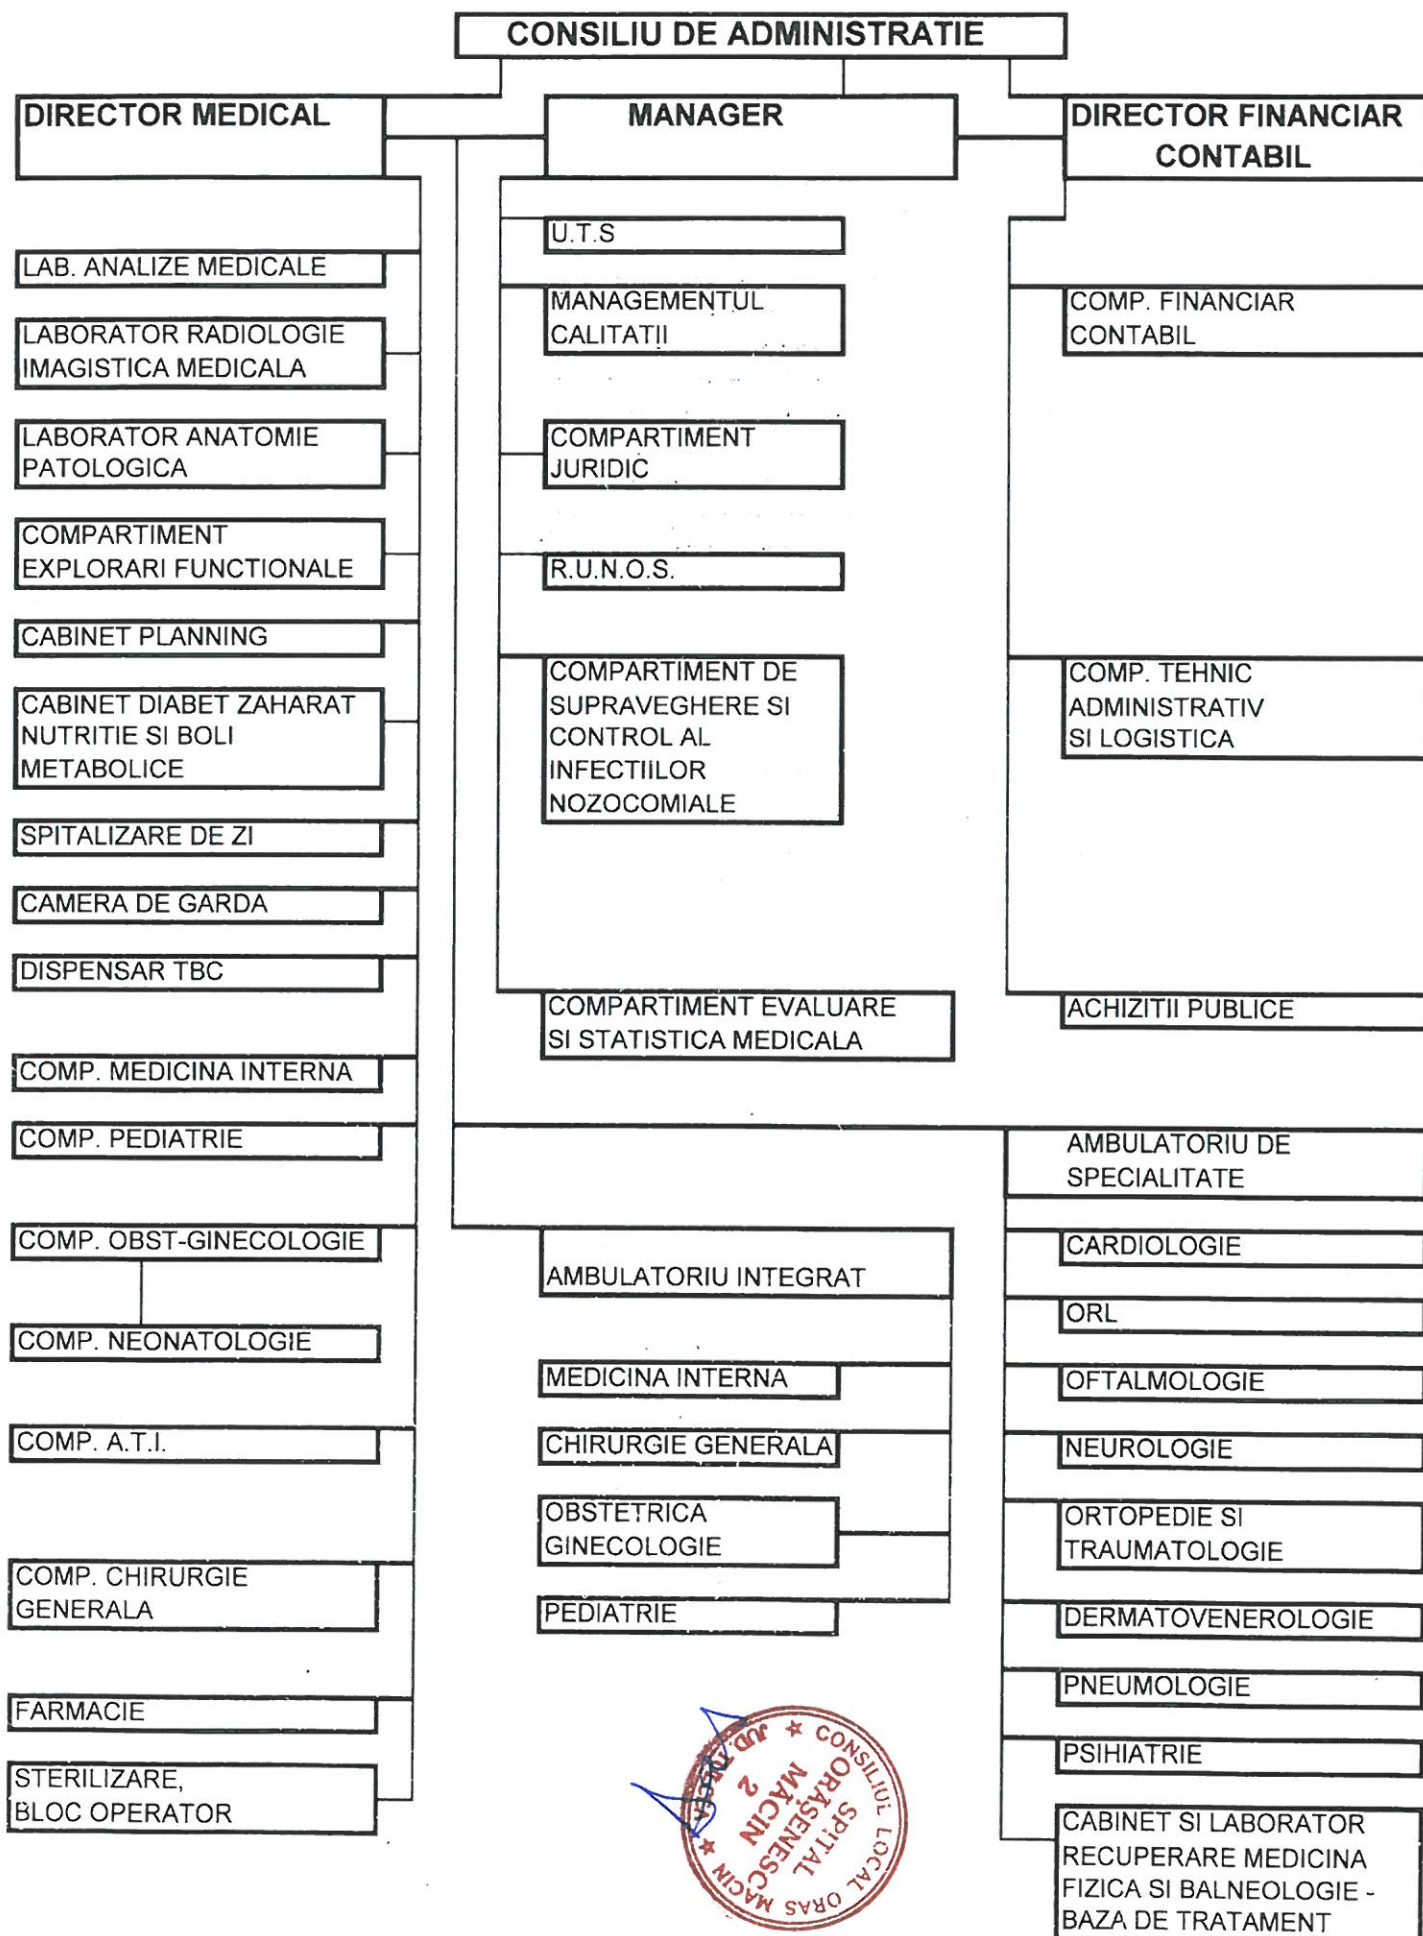 CONSILIU DE ADMINISTRATIE
DIRECTOR MEDICAL
MANAGER
DIRECTOR FINANCIAR
CONTABIL
LAB. ANALIZE MEDICALE
LABORATOR RADIOLOGIE
IMAGISTICA MEDICALA
LABORATOR ANATOMIE
PATOLOGICA
COMPARTIMENT
EXPLORARI FUNCTIONALE
CABINET PLANNING
CABINET DIABET ZAHARAT
NUTRITIE SI BOLI
METABOLICE
SPITALIZARE DE ZI
CAMERA DE GARDA
DISPENSAR TBC
COMP. MEDICINA INTERNA
COMP. PEDIATRIE
COMP. OBST-GINECOLOGIE
COMP. NEONATOLOGIE
COMP. A.T.I.
COMP. CHIRURGIE
GENERALA
FARMACIE
STERILIZARE,
BLOC OPERATOR
U.T.S
MANAGEMENTUL
CALITATII
COMPARTIMENT
JURIDIC
R.U.N.O.S.
COMPARTIMENT DE
SUPRAVEGHERE SI
CONTROL AL
INFECTIILOR
NOZOCOMIALE
COMPARTIMENT EVALUARE
SI STATISTICA MEDICALA
AMBULATORIU INTEGRAT
MEDICINA INTERNA
CHIRURGIE GENERALA
OBSTETRICA
GINECOLOGIE
PEDIATRIE
COMP. FINANCIAR
CONTABIL
COMP. TEHNIC
ADMINISTRATIV
SI LOGISTICA
ACHIZITII PUBLICE
AMBULATORIU DE
SPECIALITATE
CARDIOLOGIE
ORL
OFTALMOLOGIE
NEUROLOGIE
ORTOPEDIE SI
TRAUMATOLOGIE
DERMATOVENEROLOGIE
PNEUMOLOGIE
PSIHIATRIE
CABINET SI LABORATOR
RECUPERARE MEDICINA
FIZICA SI BALNEOLOGIE -
BAZA DE TRATAMENT
JUD TULCEA ★ CONSILIUL LOCAL ORAS MACIN ★
SPITAL
ORĂŞENESC
MĂCIN
2